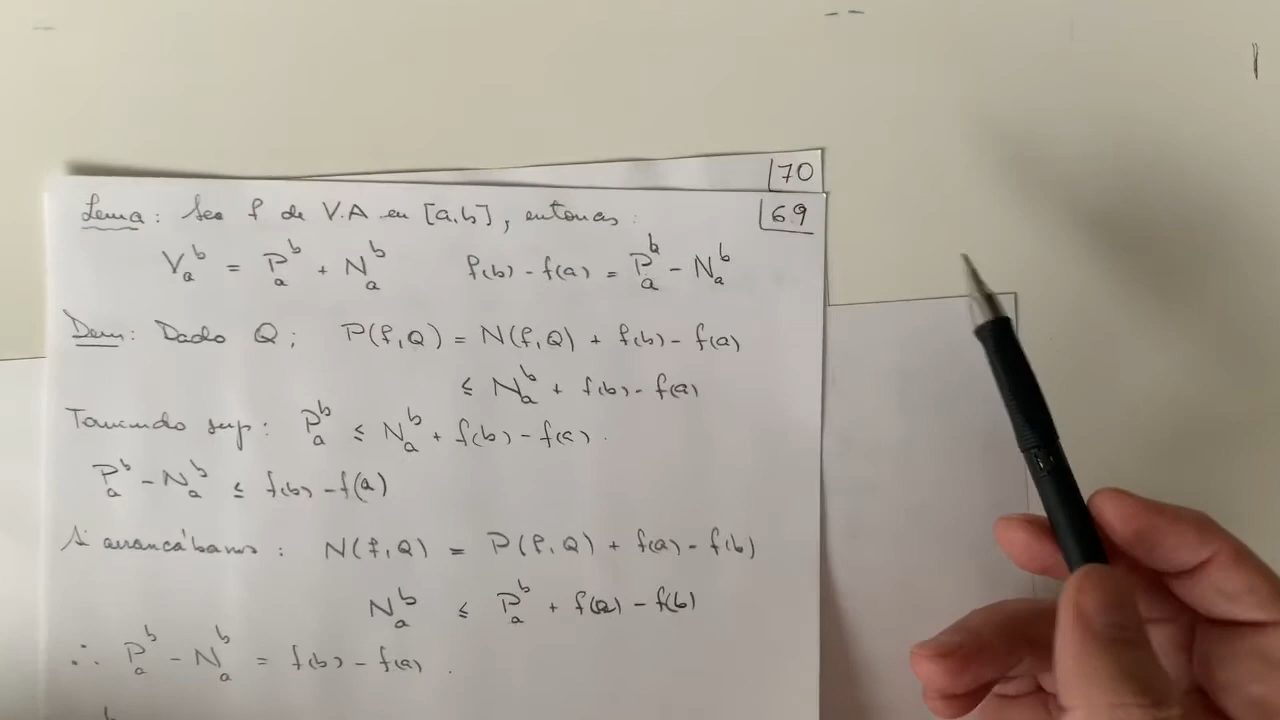 70
69
Lema: Sea f de V.A en [a,b], entonces:
V_a^b = P_a^b + N_a^b f(b) - f(a) = P_a^b - N_a^b
Dem: Dado Q; P(f,Q) = N(f,Q) + f(b) - f(a)
≤ N_a^b + f(b) - f(a)
Tomando sup: P_a^b ≤ N_a^b + f(b) - f(a).
P_a^b - N_a^b ≤ f(b) - f(a)
Si arrancábamos: N(f,Q) = P(f,Q) + f(a) - f(b)
N_a^b ≤ P_a^b + f(a) - f(b)
∴ P_a^b - N_a^b = f(b) - f(a).